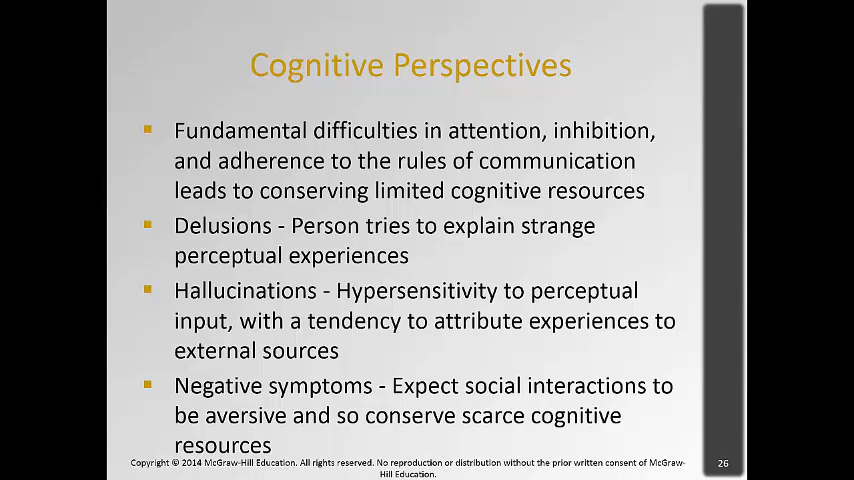 Cognitive Perspectives
Fundamental difficulties in attention, inhibition,
and adherence to the rules of communication
leads to conserving limited cognitive resources
Delusions - Person tries to explain strange
perceptual experiences
Hallucinations - Hypersensitivity to perceptual
input, with a tendency to attribute experiences to
external sources
Negative symptoms - Expect social interactions to
be aversive and so conserve scarce cognitive
resources
Copyright © 2014 McGraw-Hill Education. All rights reserved. No reproduction or distribution without the prior written consent of McGraw-
Hill Education.
26